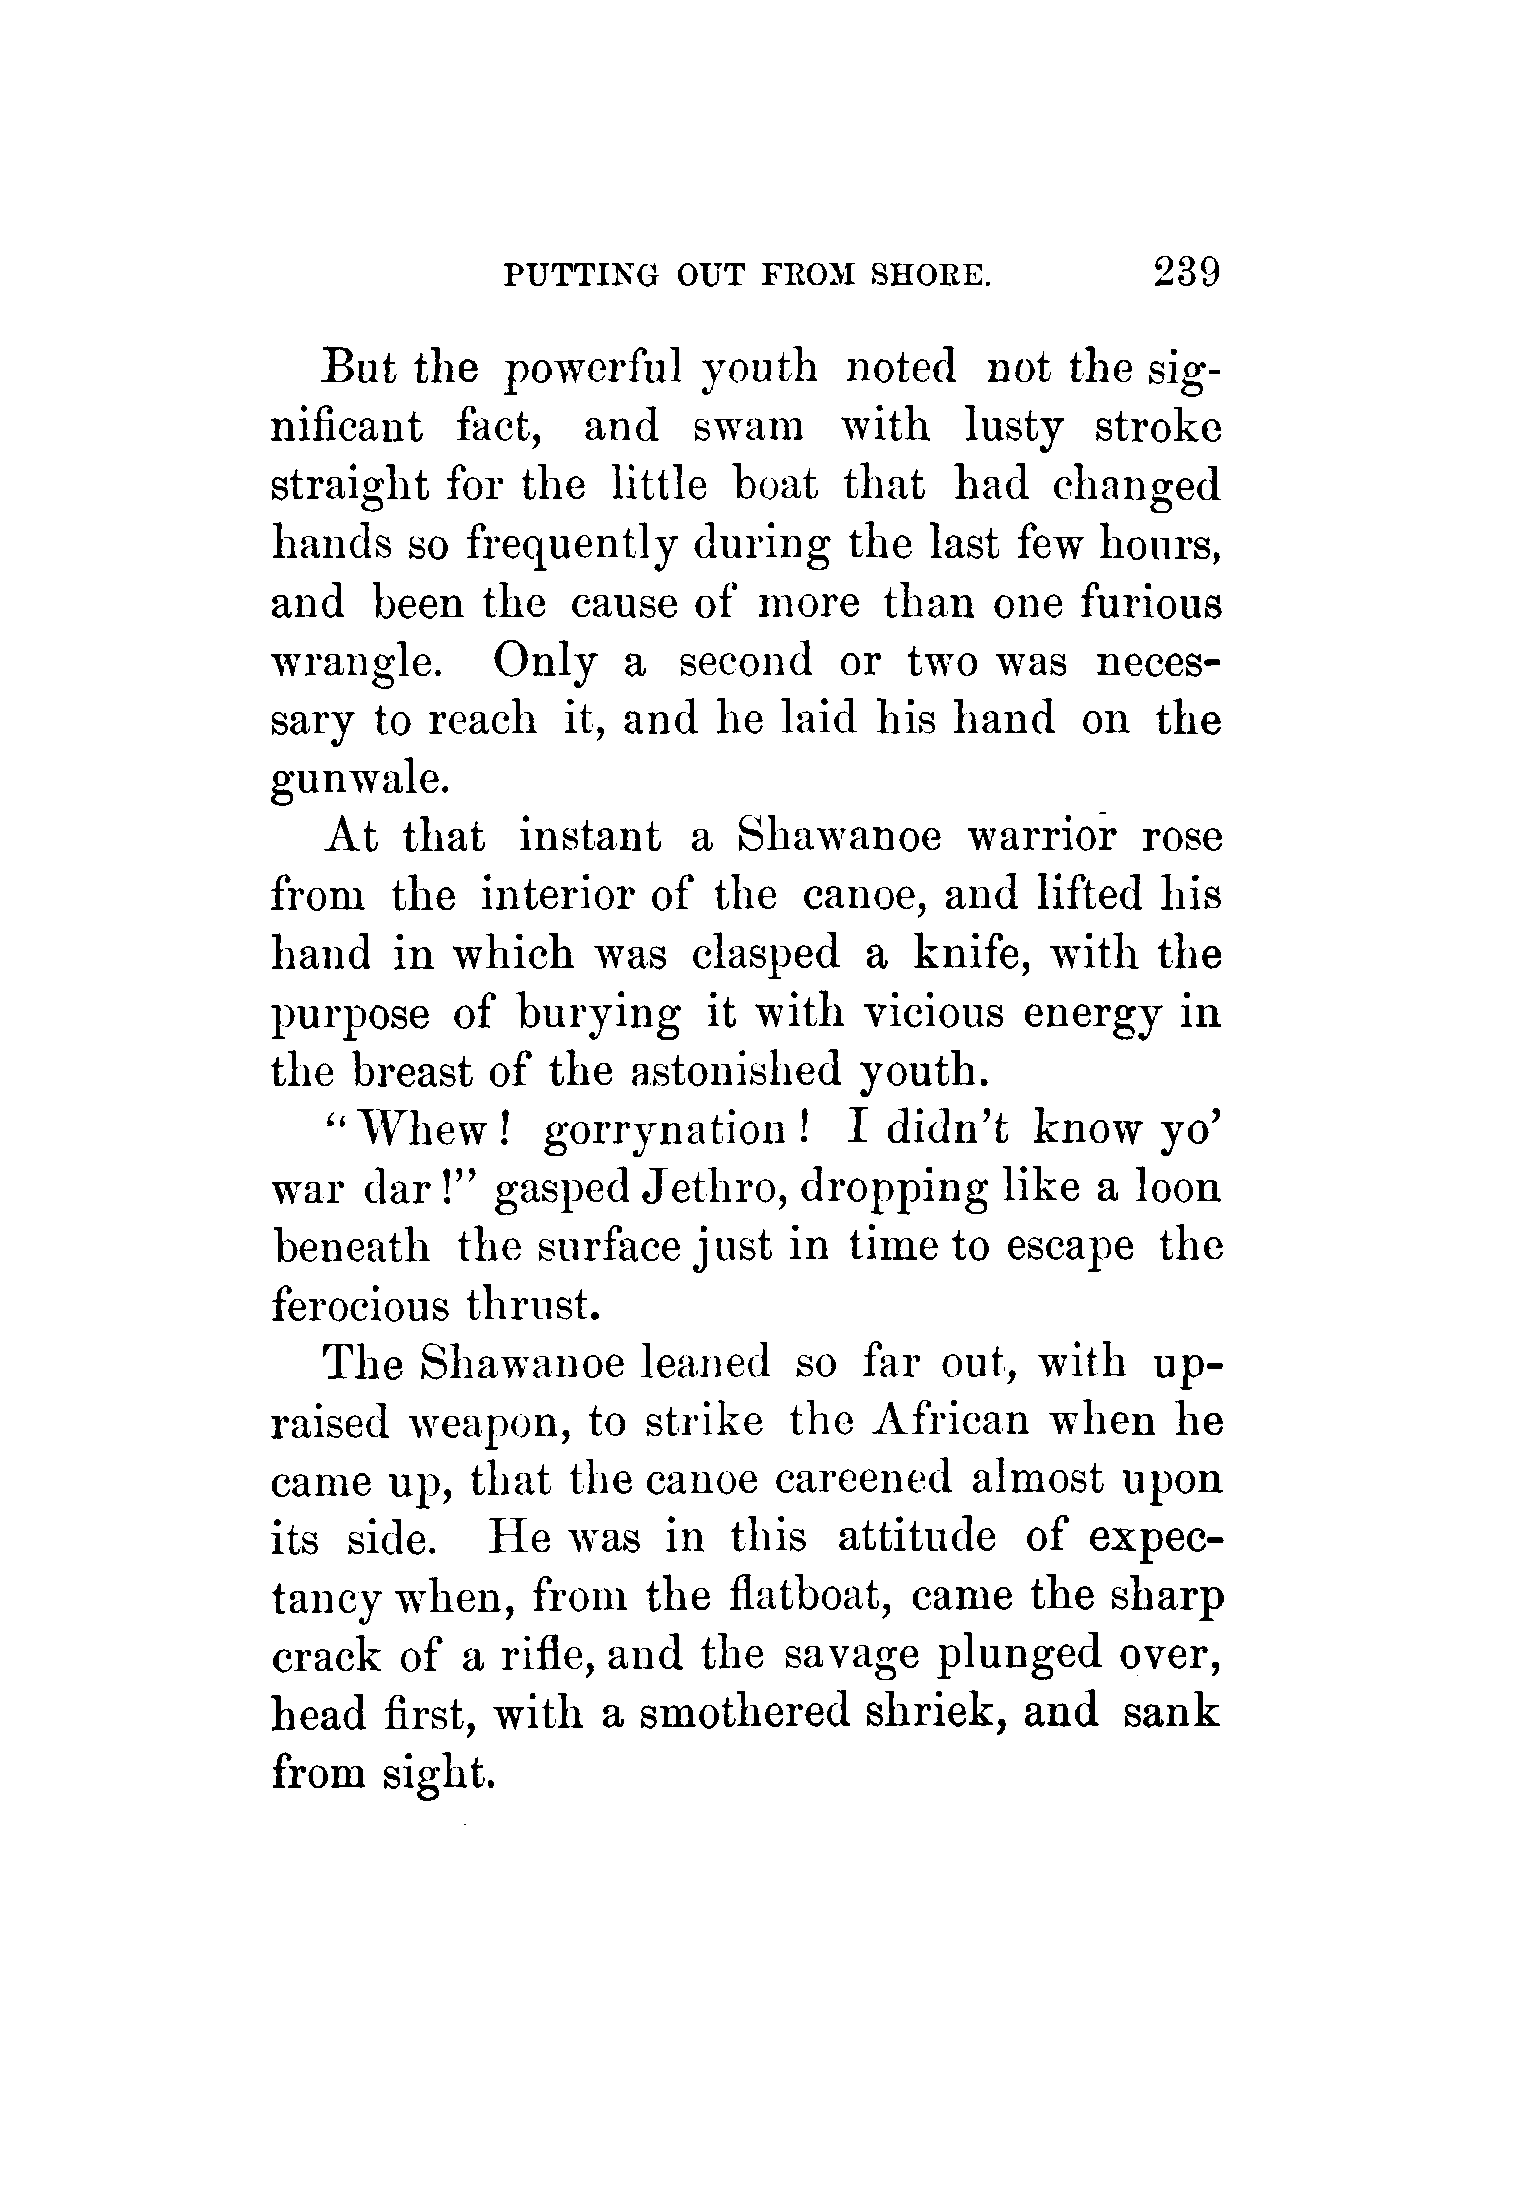 PUTTING OUT FROM SHORE. 239
But the powerful youth noted not the sig-
nificant fact, and swam with lusty stroke
straight for the little boat that had changed
hands so frequently during the last few hours,
and been the cause of more than one furious
wrangle. Only a second or two was neces-
sary to reach it, and he laid his hand on the
gunwale.
At that instant a Shawanoe warrior rose
from the interior of the canoe, and lifted his
hand in which was clasped a knife, with the
purpose of burying it with vicious energy in
the breast of the astonished youth.
“Whew! gorrynation! I didn’t know yo’
war dar!” gasped Jethro, dropping like a loon
beneath the surface just in time to escape the
ferocious thrust.
The Shawanoe leaned so far out, with up-
raised weapon, to strike the African when he
came up, that the canoe careened almost upon
its side. He was in this attitude of expec-
tancy when, from the flatboat, came the sharp
crack of a rifle, and the savage plunged over,
head first, with a smothered shriek, and sank
from sight.